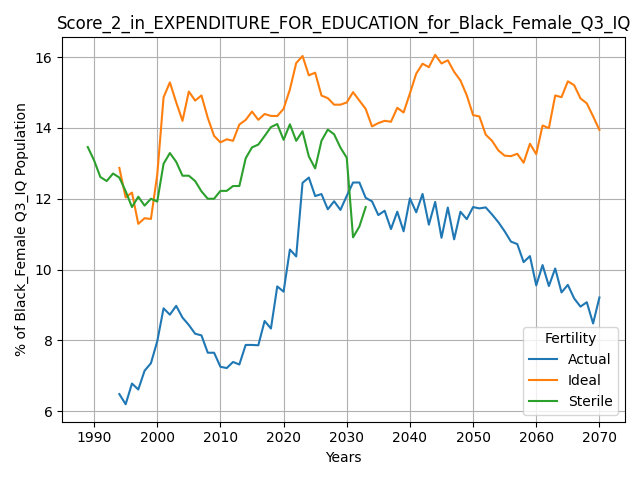 Score_2_in_EXPENDITURE_FOR_EDUCATION_for_Black_Female_Q3_IQ
% of Black_Female Q3_IQ Population
16
14
12
10
8
6
Fertility
Actual
Ideal
Sterile
1990 2000 2010 2020 2030 2040 2050 2060 2070
Years